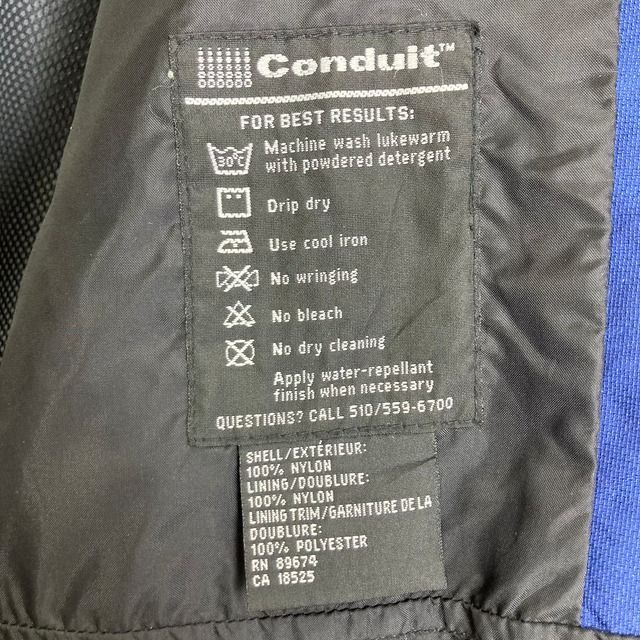 Conduit™
FOR BEST RESULTS:
30°C
Machine wash lukewarm
with powdered detergent
Drip dry
Use cool iron
No wringing
No bleach
No dry cleaning
Apply water-repellant
finish when necessary
QUESTIONS? CALL 510/559-6700
SHELL/EXTÉRIEUR:
100% NYLON
LINING/DOUBLURE:
100% NYLON
LINING TRIM/GARNITURE DE LA
DOUBLURE:
100% POLYESTER
RN 89674
CA 18525